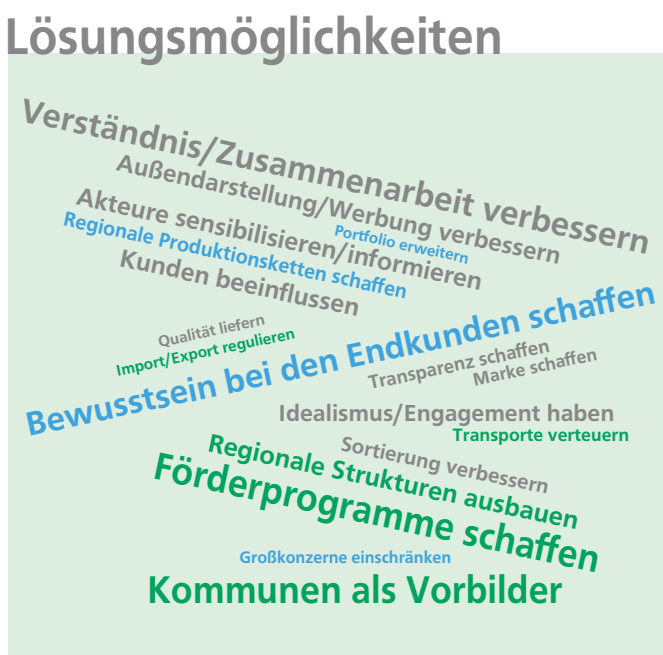 Lösungsmöglichkeiten
Verständnis/Zusammenarbeit verbessern
Außendarstellung/Werbung verbessern
Akteure sensibilisieren/informieren
Portfolio erweitern
Regionale Produktionsketten schaffen
Kunden beeinflussen
Qualität liefern
Import/Export regulieren
Bewusstsein bei den Endkunden schaffen
Transparenz schaffen
Marke schaffen
Idealismus/Engagement haben
Transporte verteuern
Sortierung verbessern
Regionale Strukturen ausbauen
Förderprogramme schaffen
Großkonzerne einschränken
Kommunen als Vorbilder